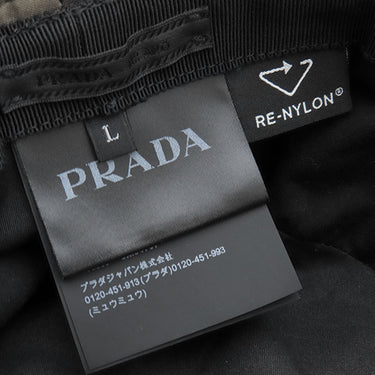 PRADA
L
PRADA
RE-NYLON®
プラダジャパン株式会社
0120-451-913(プラダ)0120-451-993
(ミュウミュウ)